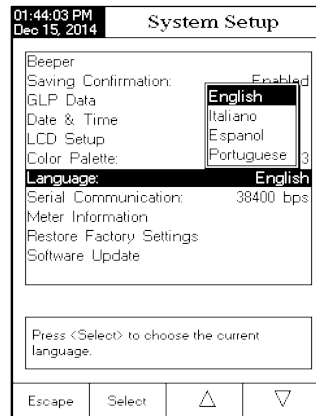 01:44:03 PM
Dec 15, 2014
System Setup
Beeper
Saving Confirmation: Enabled
GLP Data
Date & Time
LCD Setup
Color Palette: 3
English
Italiano
Espanol
Portuguese
Language: English
Serial Communication: 38400 bps
Meter Information
Restore Factory Settings
Software Update
Press <Select> to choose the current
language.
Escape Select △ ▽